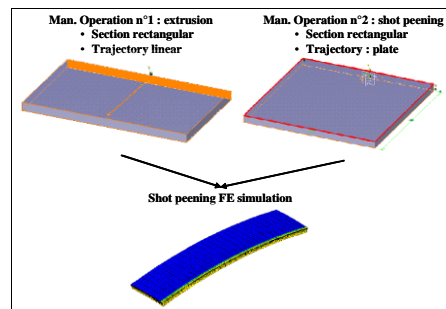 Man. Operation n°1 : extrusion
• Section rectangular
• Trajectory linear
Man. Operation n°2 : shot peening
• Section rectangular
• Trajectory : plate
Shot peening FE simulation